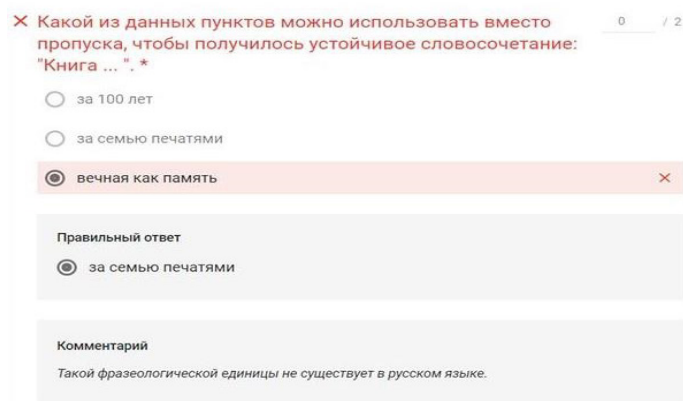 Какой из данных пунктов можно использовать вместо 0 / 2
пропуска, чтобы получилось устойчивое словосочетание:
"Книга ... ". *
за 100 лет
за семью печатями
вечная как память
Правильный ответ
за семью печатями
Комментарий
Такой фразеологической единицы не существует в русском языке.